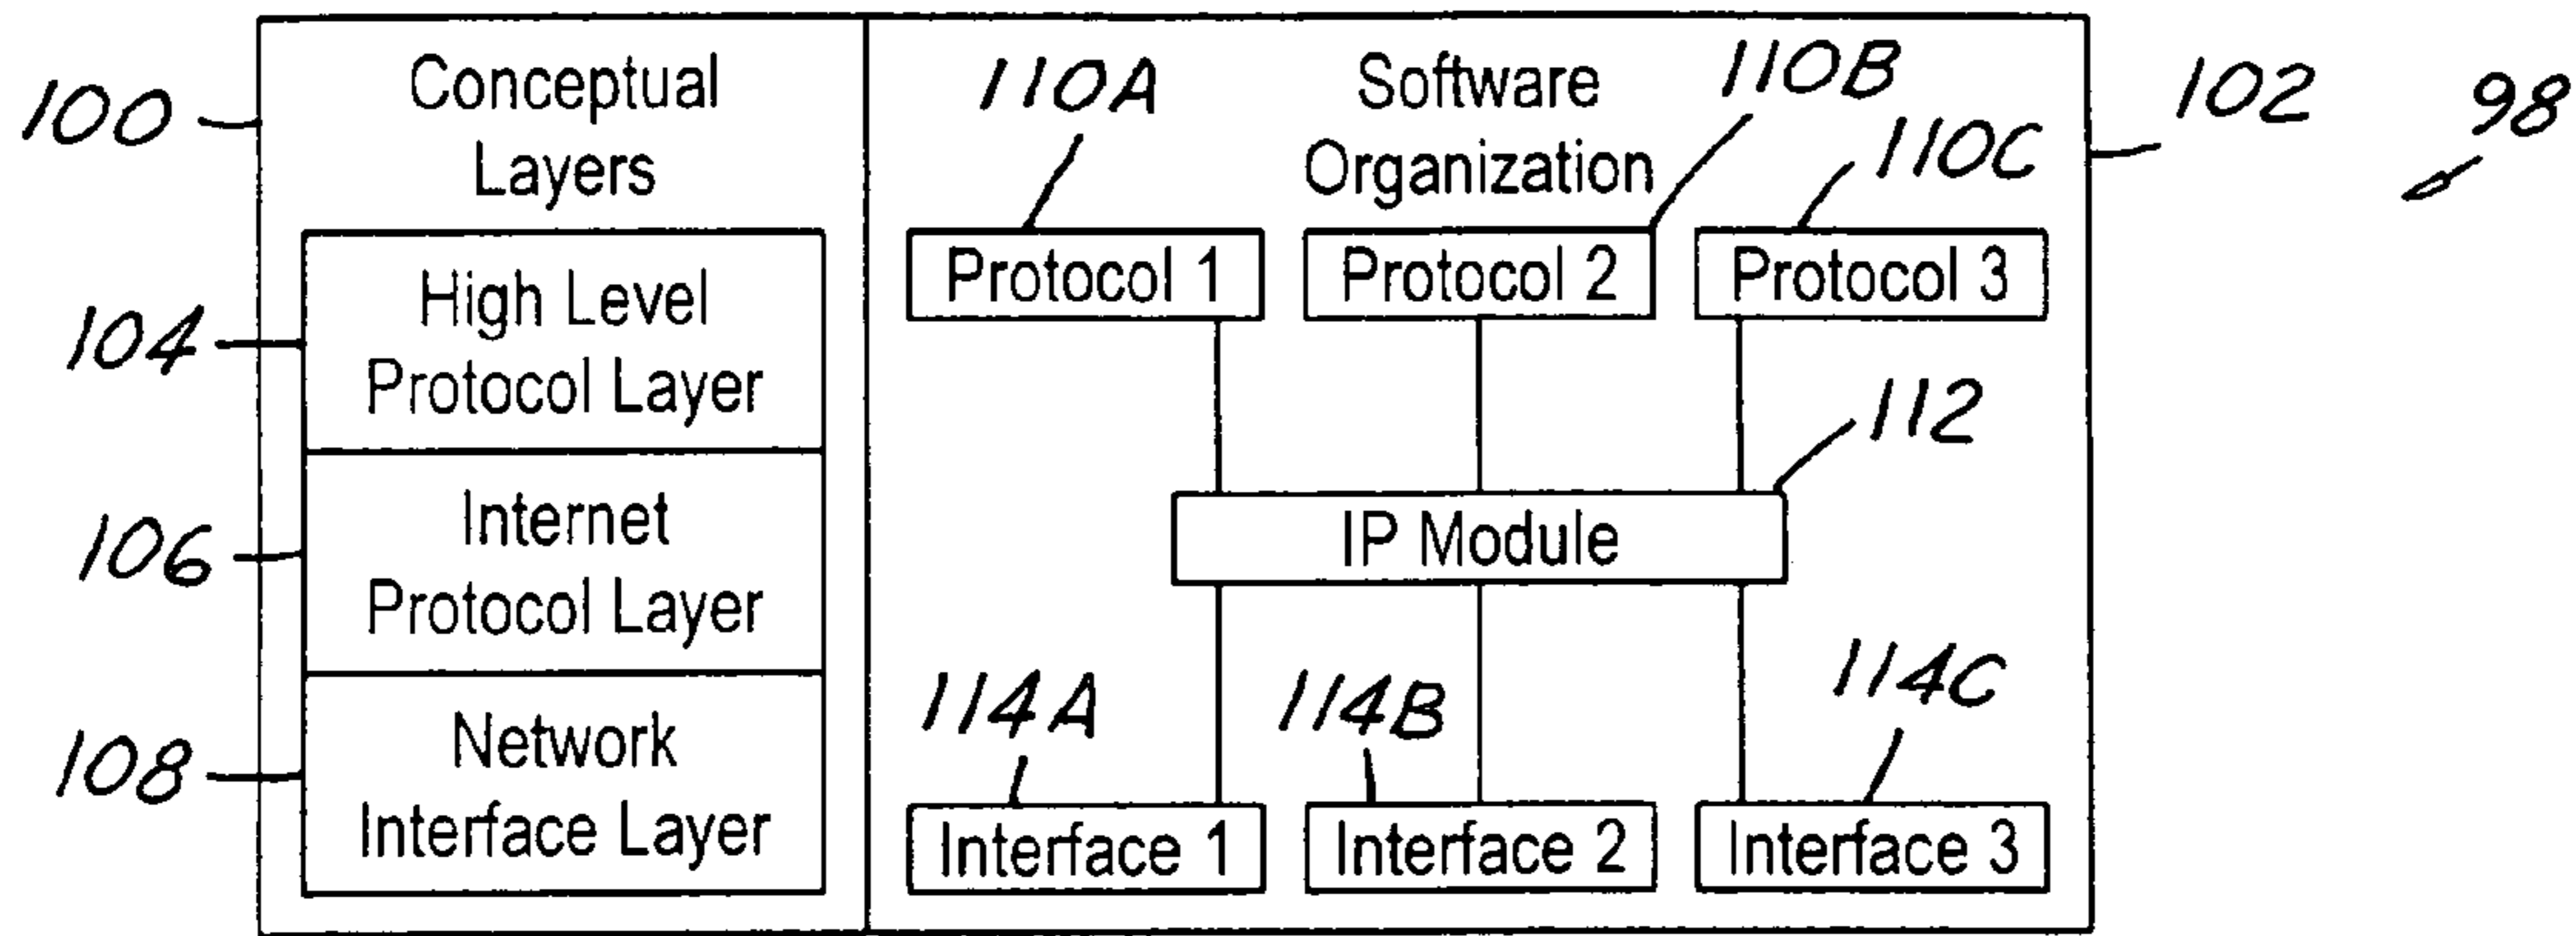 Conceptual
Layers
Software
Organization
100
110A
110B
110C
102
98
104
High Level
Protocol Layer
Protocol 1
Protocol 2
Protocol 3
106
Internet
Protocol Layer
112
IP Module
108
Network
Interface Layer
114A
114B
114C
Interface 1
Interface 2
Interface 3